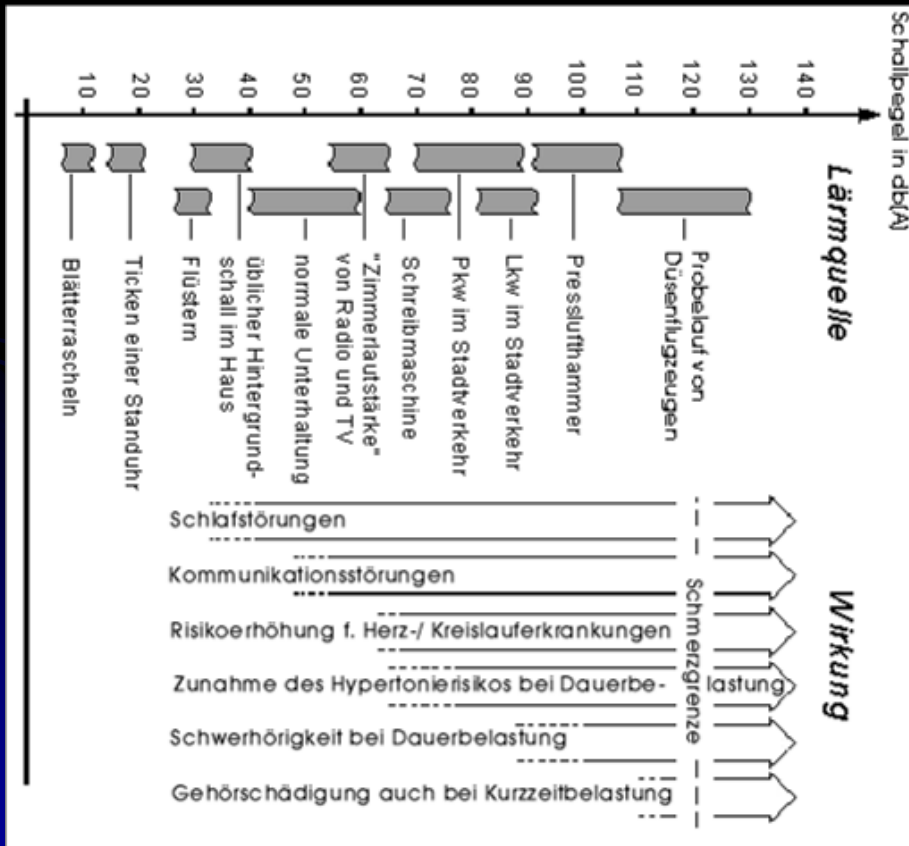 Schallpegel in db(A)
10
20
30
40
50
60
70
80
90
100
110
120
130
140
Lärmquelle
Blätterrascheln
Ticken einer Standuhr
Flüstern
üblicher Hintergrund-
schall im Haus
normale Unterhaltung
"Zimmerlautstärke"
von Radio und TV
Schreibmaschine
Pkw im Stadtverkehr
Lkw im Stadtverkehr
Presslufthammer
Probelauf von
Düsenflugzeugen
Wirkung
Schlafstörungen
Kommunikationsstörungen
Risikoerhöhung f. Herz-/ Kreislauferkrankungen
Zunahme des Hypertonierisikos bei Dauerbe- lastung
Schwerhörigkeit bei Dauerbelastung
Gehörschädigung auch bei Kurzzeitbelastung
Schmerzgrenze